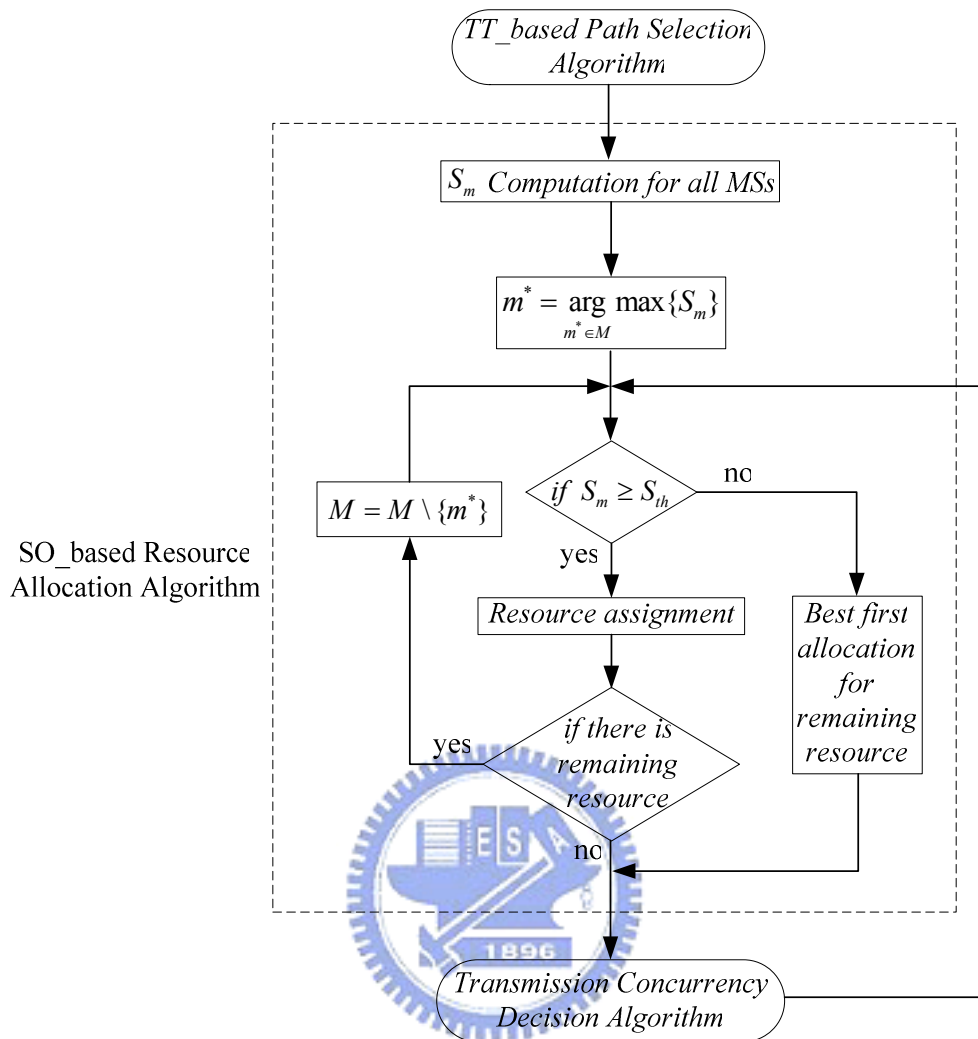 TT_based Path Selection
Algorithm
S_m Computation for all MSs
m^* = arg max{S_m}
m^*∈M
no
if S_m ≥ S_th
M = M \ {m^*}
yes
SO_based Resource
Allocation Algorithm
Resource assignment
Best first
allocation
for
remaining
resource
yes
if there is
remaining
resource
no
E S A
1896
Transmission Concurrency
Decision Algorithm